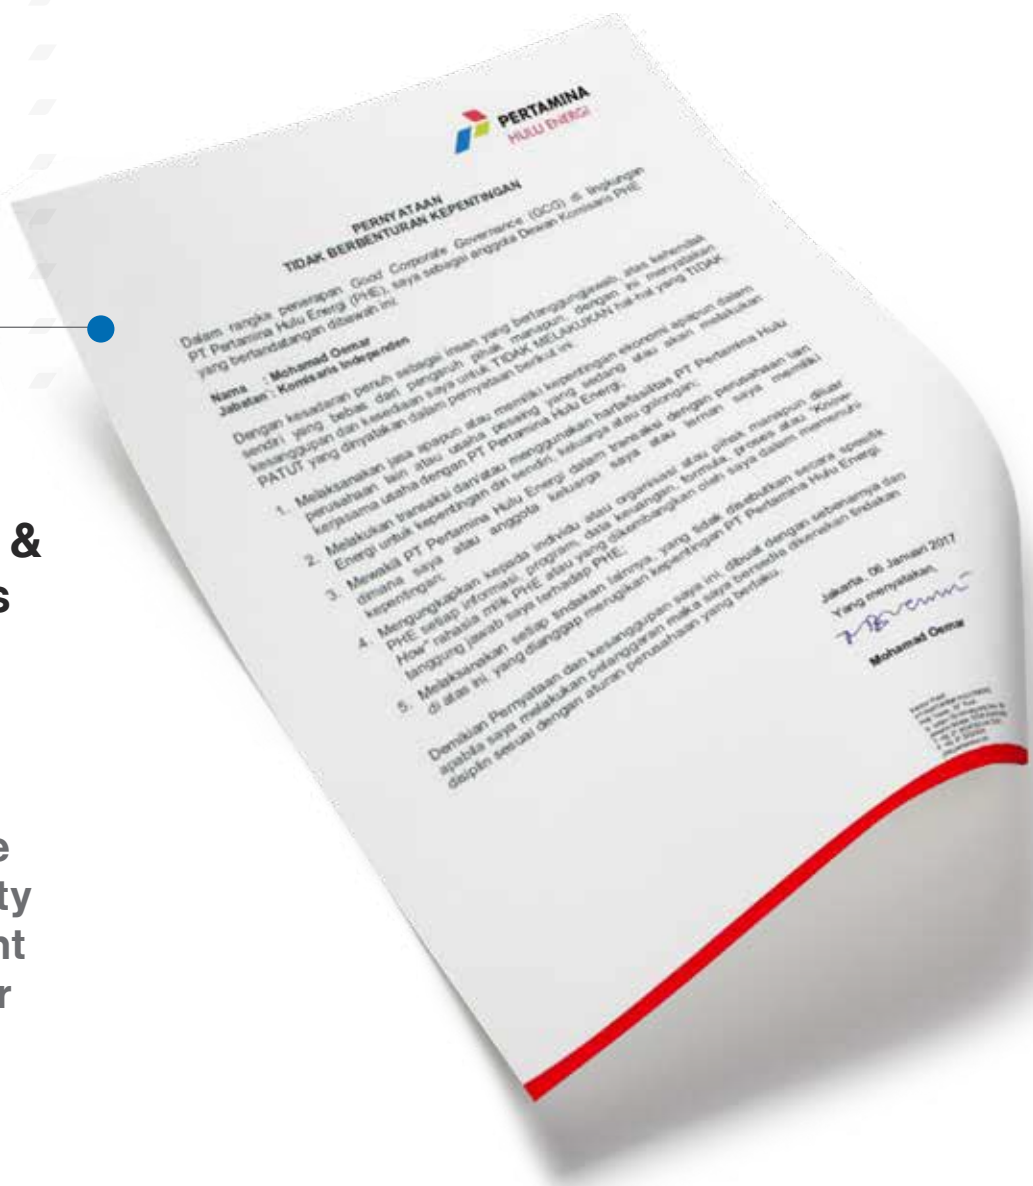 PERTAMINA
HULU ENERGI
PERNYATAAN
TIDAK BERBENTURAN KEPENTINGAN
Dalam rangka penerapan Good Corporate Governance (GCG) di lingkungan
PT Pertamina Hulu Energi (PHE), saya sebagai anggota Dewan Komisaris PHE
yang bertandatangan dibawah ini:
Nama : Mohamad Oemar
Jabatan : Komisaris Independen
Dengan kesadaran penuh sebagai insan yang bertanggungjawab, atas kehendak
sendiri yang bebas dari pengaruh pihak manapun, dengan ini menyatakan
kesanggupan dan kesediaan saya untuk TIDAK MELAKUKAN hal-hal yang TIDAK
PATUT yang dinyatakan dalam pernyataan berikut ini:
1. Melaksanakan jasa apapun atau memiliki kepentingan ekonomi apapun dalam
perusahaan lain atau usaha pesaing yang sedang atau akan melakukan
kerjasama usaha dengan PT Pertamina Hulu Energi;
2. Melakukan transaksi dan/atau menggunakan harta/fasilitas PT Pertamina Hulu
Energi untuk kepentingan diri sendiri, keluarga atau golongan;
3. Mewakili PT Pertamina Hulu Energi dalam transaksi dengan perusahaan lain
dimana saya atau anggota keluarga saya atau teman saya memiliki
kepentingan;
4. Mengungkapkan kepada individu atau organisasi atau pihak manapun diluar
PHE setiap informasi, program, data keuangan, formula, proses atau "Know-
How" rahasia milik PHE atau yang dikembangkan oleh saya dalam memenuhi
tanggung jawab saya terhadap PHE;
5. Melaksanakan setiap tindakan lainnya, yang tidak disebutkan secara spesifik
di atas ini, yang dianggap merugikan kepentingan PT Pertamina Hulu Energi.
Demikian Pernyataan dan kesanggupan saya ini, dibuat dengan sebenarnya dan
apabila saya melakukan pelanggaran maka saya bersedia dikenakan tindakan
disiplin sesuai dengan aturan perusahaan yang berlaku.
Jakarta, 06 Januari 2017
Yang menyatakan,
Mohamad Oemar
&
s
e
ty
nt
r